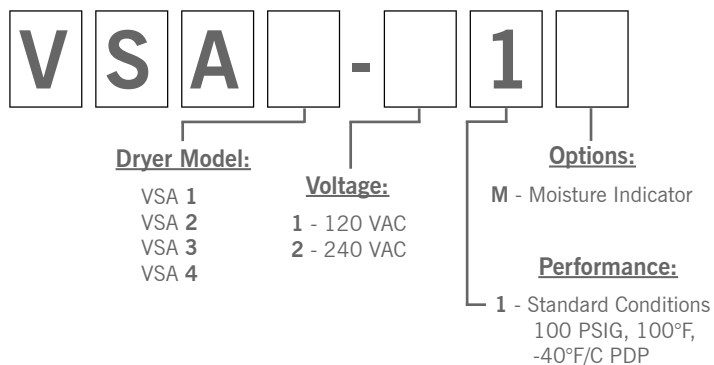 VSA - 1
Dryer Model:
VSA 1
VSA 2
VSA 3
VSA 4
Voltage:
1 - 120 VAC
2 - 240 VAC
Options:
M - Moisture Indicator
Performance:
1 - Standard Conditions
100 PSIG, 100°F,
-40°F/C PDP